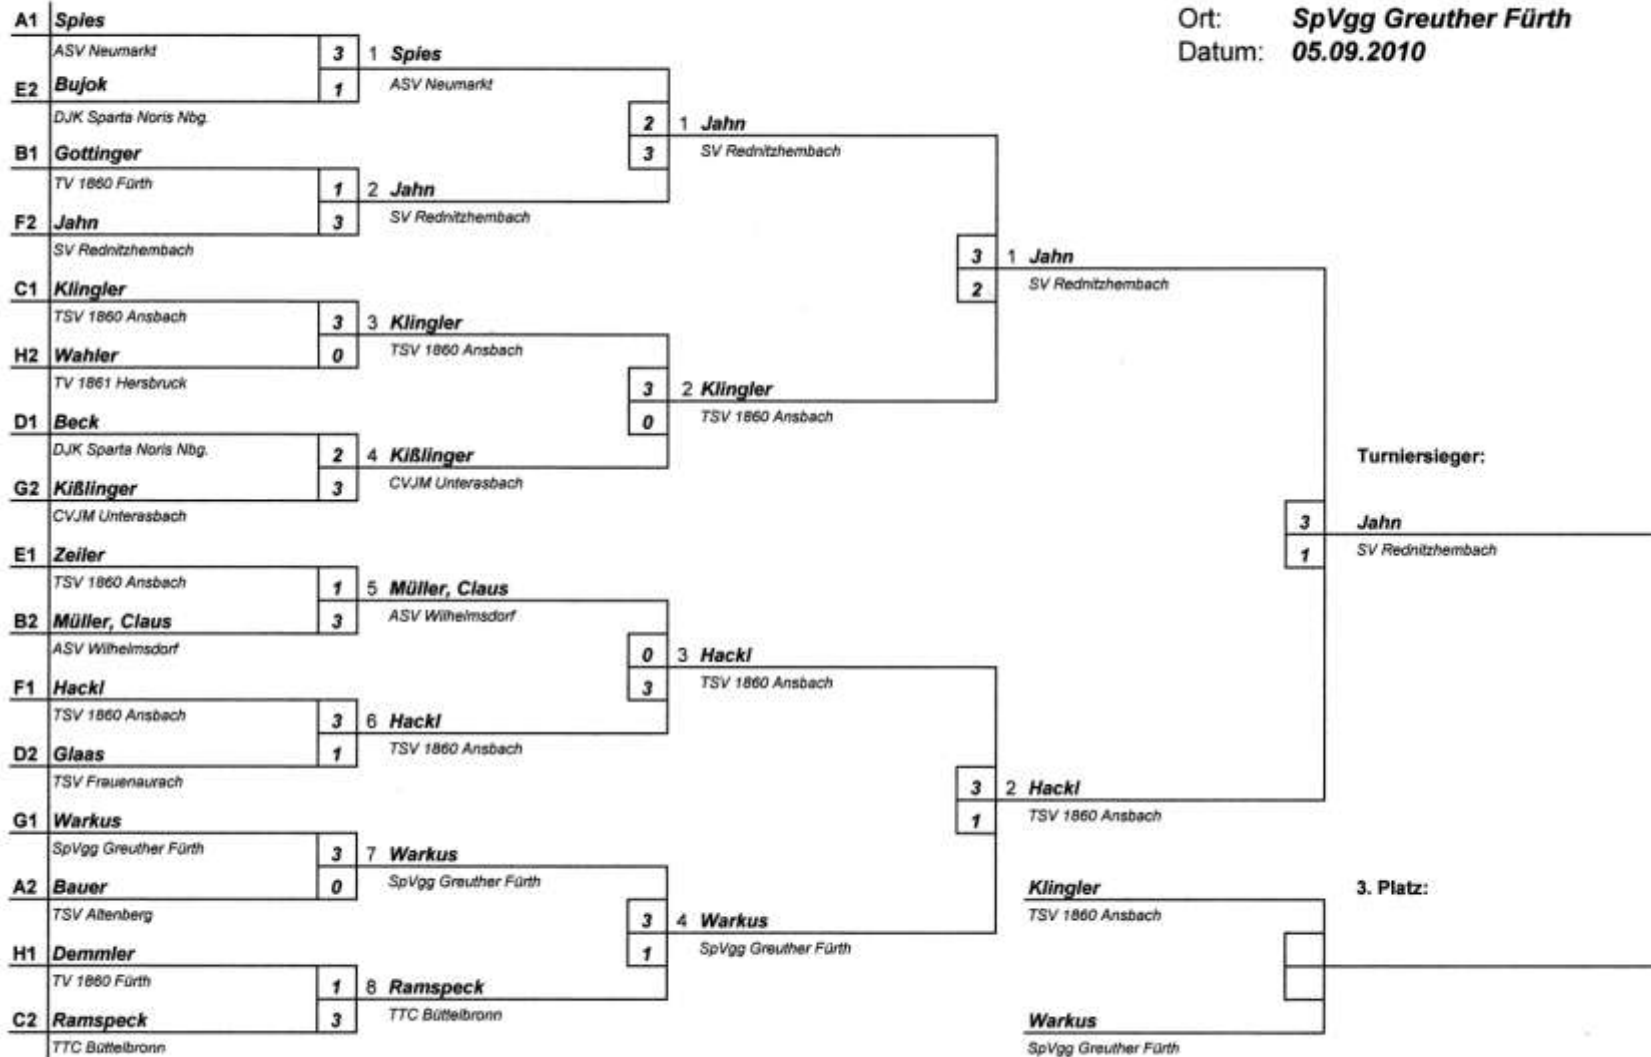 Ort: SpVgg Greuther Fürth
Datum: 05.09.2010
A1 Spies
ASV Neumarkt
3
E2 Bujok
1
DJK Sparta Noris Nbg.
1 Spies
ASV Neumarkt
B1 Gottinger
TV 1860 Fürth
1
F2 Jahn
3
SV Rednitzhembach
2 Jahn
SV Rednitzhembach
C1 Klingler
TSV 1860 Ansbach
3
H2 Wahler
0
TV 1861 Hersbruck
3 Klingler
TSV 1860 Ansbach
D1 Beck
DJK Sparta Noris Nbg.
2
G2 Kißlinger
3
CVJM Unterasbach
4 Kißlinger
CVJM Unterasbach
E1 Zeiler
TSV 1860 Ansbach
1
B2 Müller, Claus
3
ASV Wilhelmsdorf
5 Müller, Claus
ASV Wilhelmsdorf
F1 Hackl
TSV 1860 Ansbach
3
D2 Glaas
1
TSV Frauenaurach
6 Hackl
TSV 1860 Ansbach
G1 Warkus
SpVgg Greuther Fürth
3
A2 Bauer
0
TSV Altenberg
7 Warkus
SpVgg Greuther Fürth
H1 Demmler
TV 1860 Fürth
1
C2 Ramspeck
3
TTC Büttelbronn
8 Ramspeck
TTC Büttelbronn
2
3
1 Jahn
SV Rednitzhembach
3
0
2 Klingler
TSV 1860 Ansbach
0
3
3 Hackl
TSV 1860 Ansbach
3
1
4 Warkus
SpVgg Greuther Fürth
3
2
1 Jahn
SV Rednitzhembach
3
1
2 Hackl
TSV 1860 Ansbach
Turniersieger:
3
1
Jahn
SV Rednitzhembach
Klingler
TSV 1860 Ansbach
3. Platz:
Warkus
SpVgg Greuther Fürth